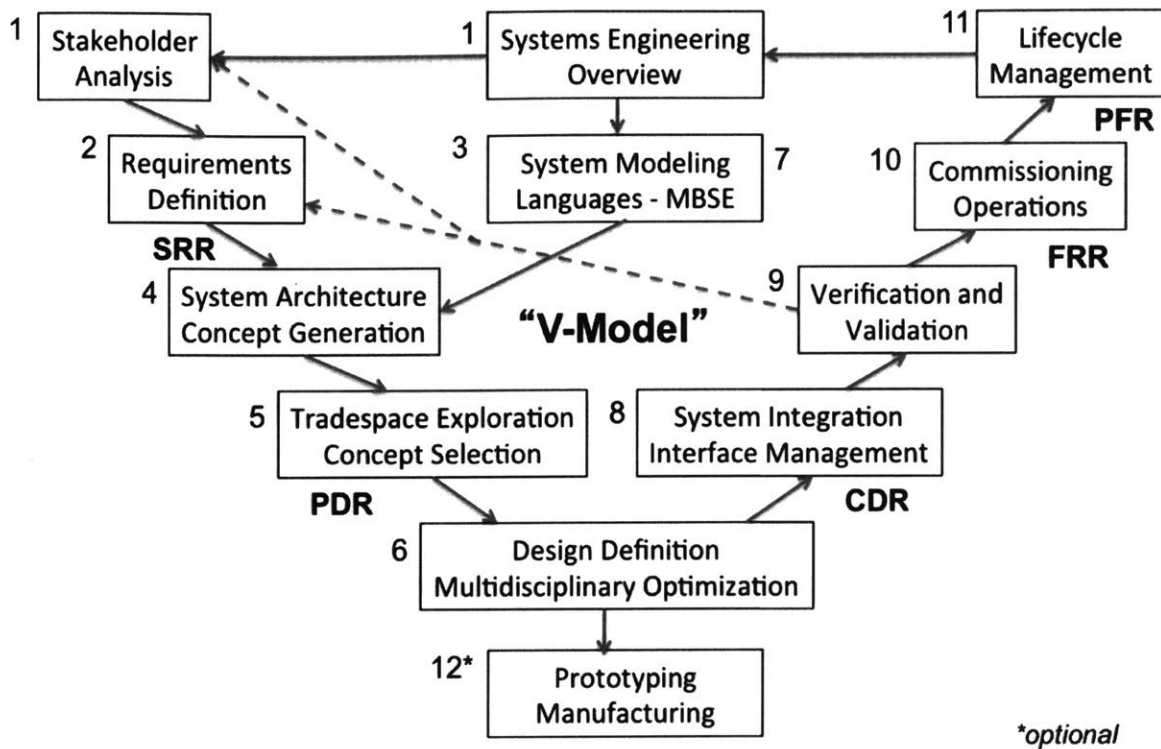 1
Stakeholder
Analysis
1
Systems Engineering
Overview
11
Lifecycle
Management
PFR
2
Requirements
Definition
SRR
3
System Modeling
Languages - MBSE
7
10
Commissioning
Operations
FRR
4
System Architecture
Concept Generation
“V-Model”
9
Verification and
Validation
5
Tradespace Exploration
Concept Selection
PDR
8
System Integration
Interface Management
CDR
6
Design Definition
Multidisciplinary Optimization
12*
Prototyping
Manufacturing
*optional